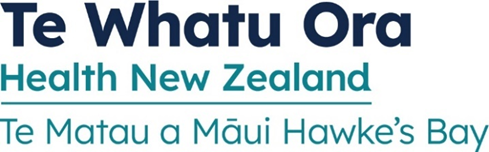 Te Whatu Ora
Health New Zealand
Te Matau a Māui Hawke’s Bay